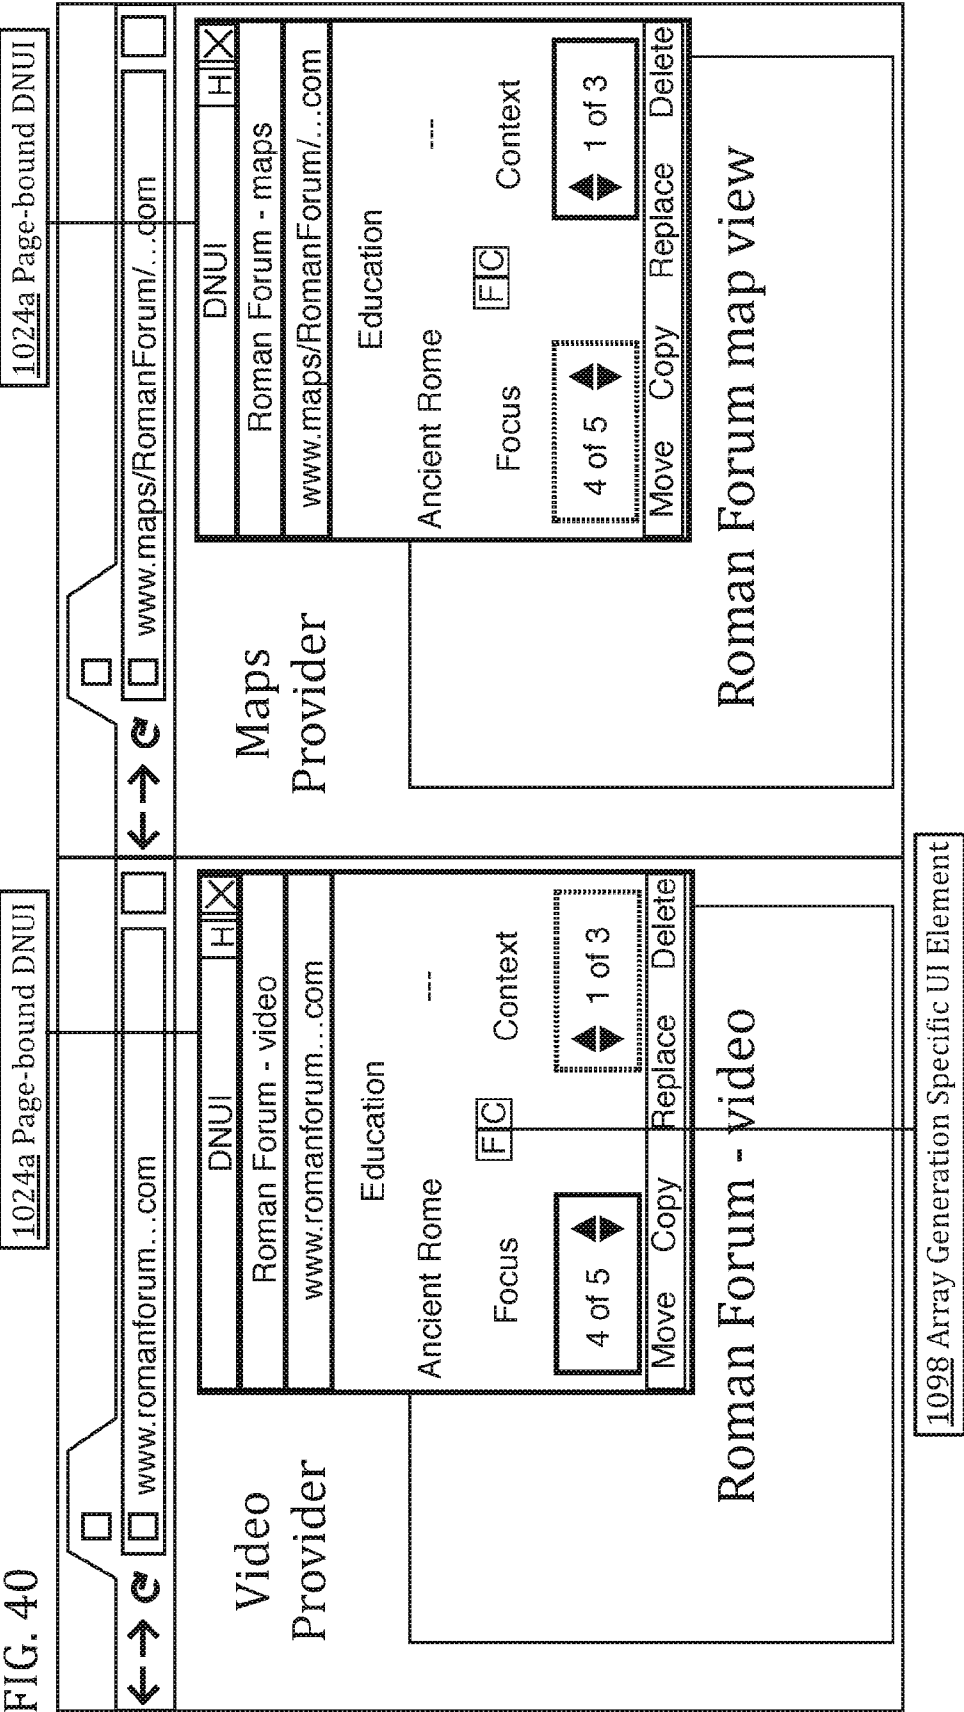 FIG. 40
1024a Page-bound DNUI
www.romanforum...com
Video
Provider
DNUI
H X
Roman Forum - video
www.romanforum...com
Education
Ancient Rome ---
F C
Focus Context
4 of 5 1 of 3
Move Copy Replace Delete
Roman Forum - video
1024a Page-bound DNUI
www.maps/RomanForum/...com
Maps
Provider
DNUI
H X
Roman Forum - maps
www.maps/RomanForum/...com
Education
Ancient Rome ---
F C
Focus Context
4 of 5 1 of 3
Move Copy Replace Delete
Roman Forum map view
1098 Array Generation Specific UI Element